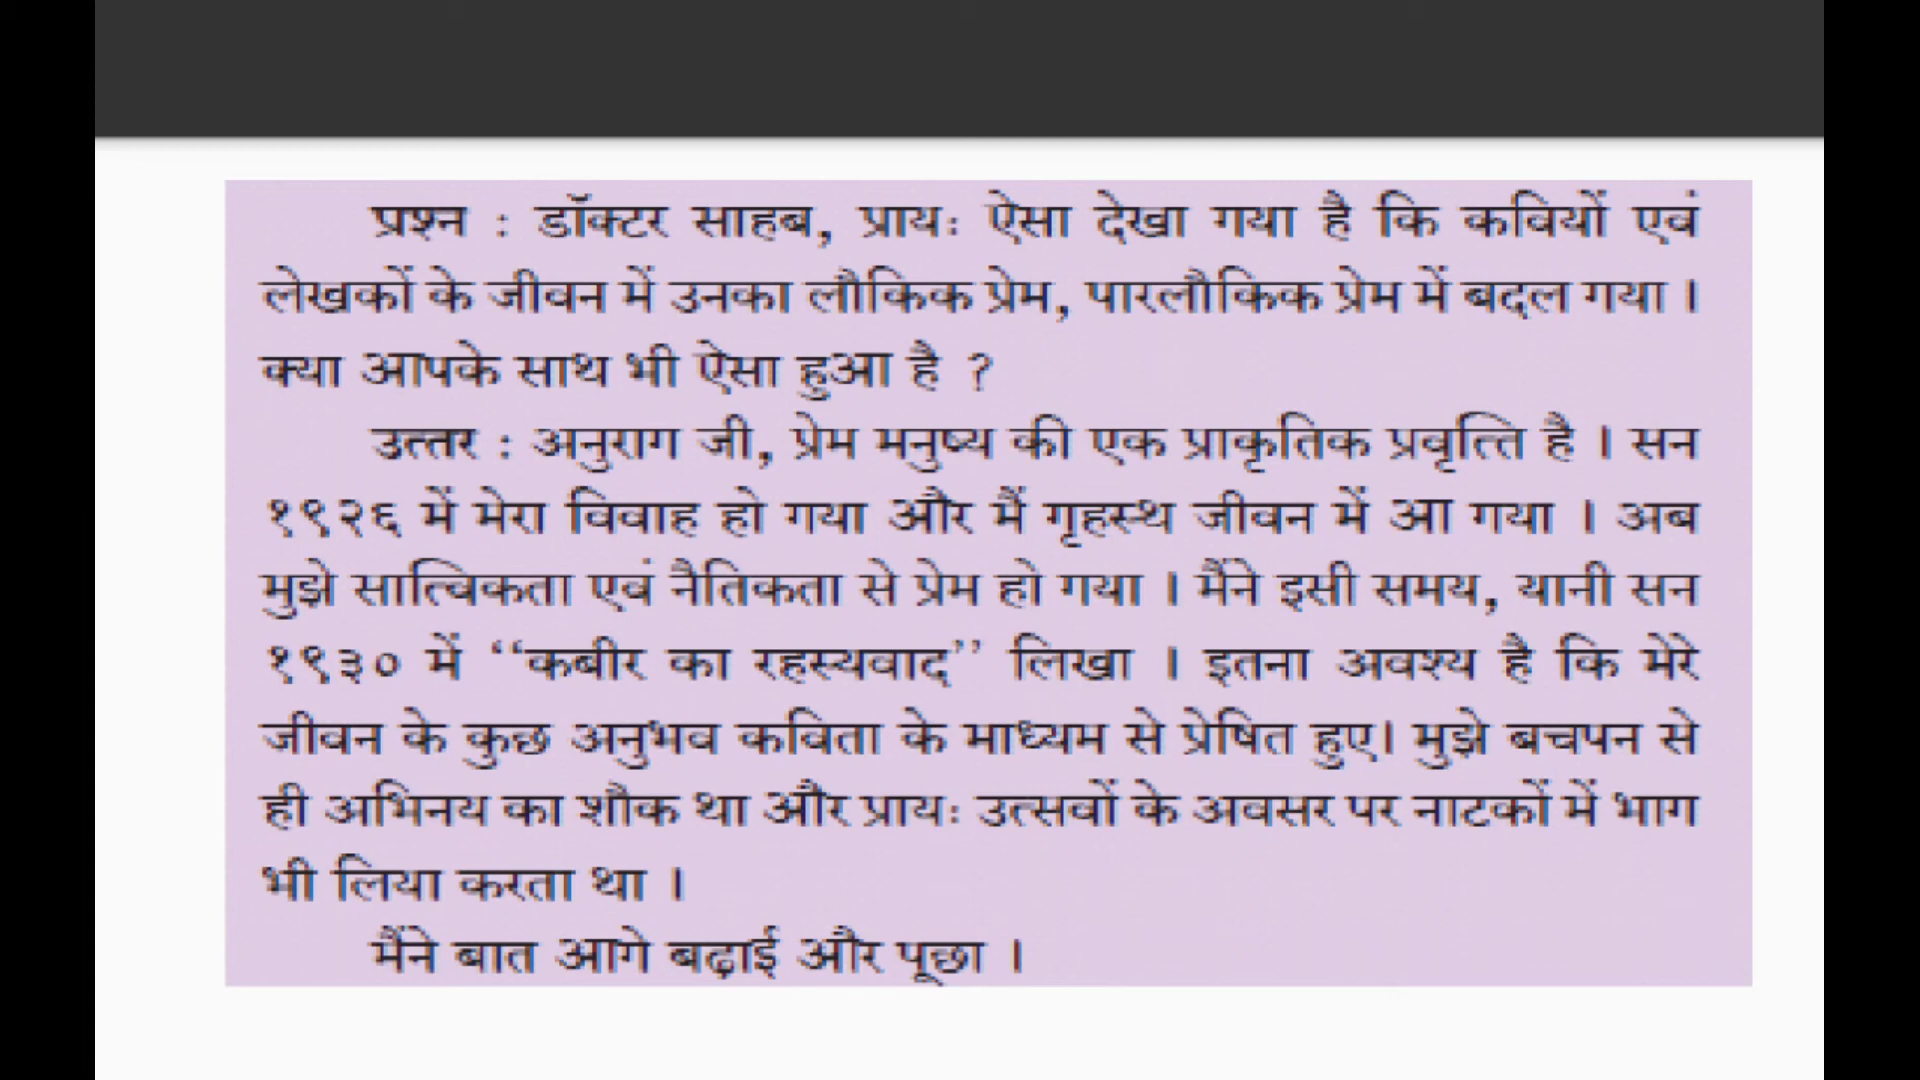 प्रश्न : डॉक्टर साहब, प्रायः ऐसा देखा गया है कि कवियों एवं
लेखकों के जीवन में उनका लौकिक प्रेम, पारलौकिक प्रेम में बदल गया ।
क्या आपके साथ भी ऐसा हुआ है ?
उत्तर : अनुराग जी, प्रेम मनुष्य की एक प्राकृतिक प्रवृत्ति है । सन
१९२६ में मेरा विवाह हो गया और मैं गृहस्थ जीवन में आ गया । अब
मुझे सात्विकता एवं नैतिकता से प्रेम हो गया । मैंने इसी समय, यानी सन
१९३० में ‘‘कबीर का रहस्यवाद’’ लिखा । इतना अवश्य है कि मेरे
जीवन के कुछ अनुभव कविता के माध्यम से प्रेषित हुए। मुझे बचपन से
ही अभिनय का शौक था और प्रायः उत्सवों के अवसर पर नाटकों में भाग
भी लिया करता था ।
मैंने बात आगे बढ़ाई और पूछा ।